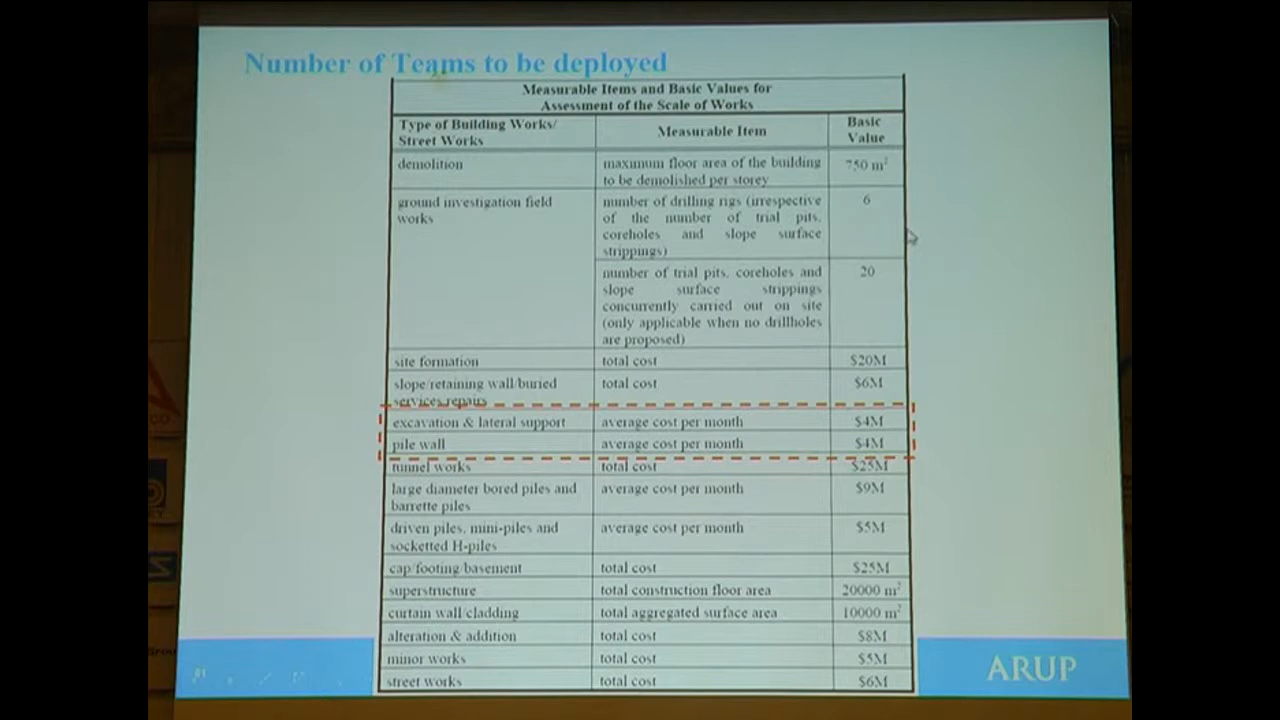 Number of Teams to be deployed
Measurable Items and Basic Values for
Assessment of the Scale of Works
Type of Building Works/
Street Works
Measurable Item
Basic
Value
demolition
maximum floor area of the building
to be demolished per storey
750 m²
ground investigation field
works
number of drilling rigs (irrespective
of the number of trial pits,
coreholes and slope surface
strippings)
6
number of trial pits, coreholes and
slope surface strippings
concurrently carried out on site
(only applicable when no drillholes
are proposed)
20
site formation total cost $20M
slope/retaining wall/buried
services repairs
total cost $6M
excavation & lateral support average cost per month $4M
pile wall average cost per month $4M
tunnel works total cost $25M
large diameter bored piles and
barrette piles
average cost per month $9M
driven piles, mini-piles and
socketted H-piles
average cost per month $5M
cap/footing/basement total cost $25M
superstructure total construction floor area 20000 m²
curtain wall/cladding total aggregated surface area 10000 m²
alteration & addition total cost $8M
minor works total cost $5M
street works total cost $6M
ARUP